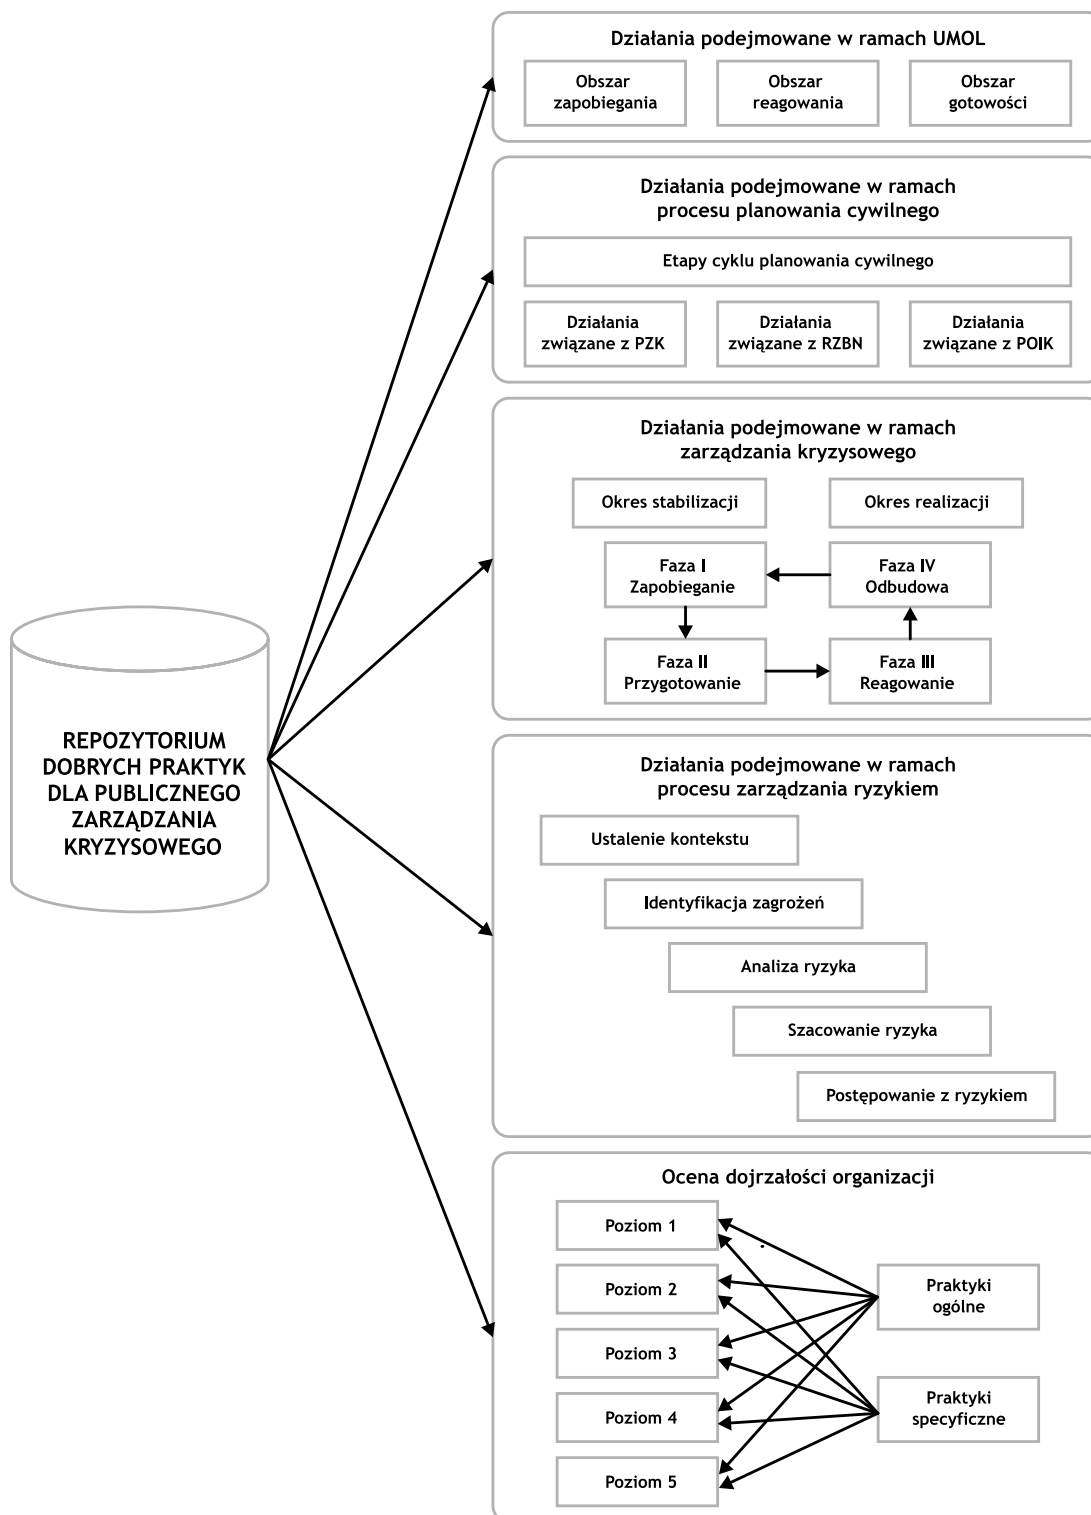 Działania podejmowane w ramach UMOL
Obszar
zapobiegania
Obszar
reagowania
Obszar
gotowości
Działania podejmowane w ramach
procesu planowania cywilnego
Etapy cyklu planowania cywilnego
Działania
związane z PZK
Działania
związane z RZBN
Działania
związane z POIK
Działania podejmowane w ramach
zarządzania kryzysowego
Okres stabilizacji
Okres realizacji
Faza I
Zapobieganie
Faza IV
Odbudowa
Faza II
Przygotowanie
Faza III
Reagowanie
REPOZYTORIUM
DOBRYCH PRAKTYK
DLA PUBLICZNEGO
ZARZĄDZANIA
KRYZYSOWEGO
Działania podejmowane w ramach
procesu zarządzania ryzykiem
Ustalenie kontekstu
Identyfikacja zagrożeń
Analiza ryzyka
Szacowanie ryzyka
Postępowanie z ryzykiem
Ocena dojrzałości organizacji
Poziom 1
Poziom 2
Poziom 3
Poziom 4
Poziom 5
Praktyki
ogólne
Praktyki
specyficzne